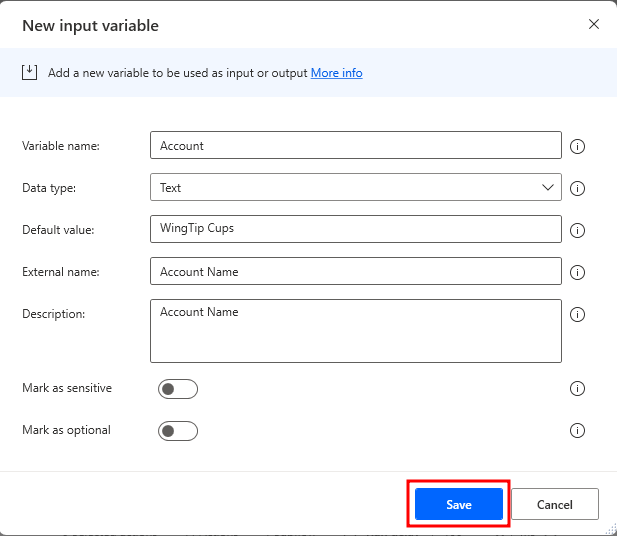 New input variable
Add a new variable to be used as input or output More info
Variable name:
Account
Data type:
Text
Default value:
WingTip Cups
External name:
Account Name
Description:
Account Name
Mark as sensitive
Mark as optional
Save
Cancel